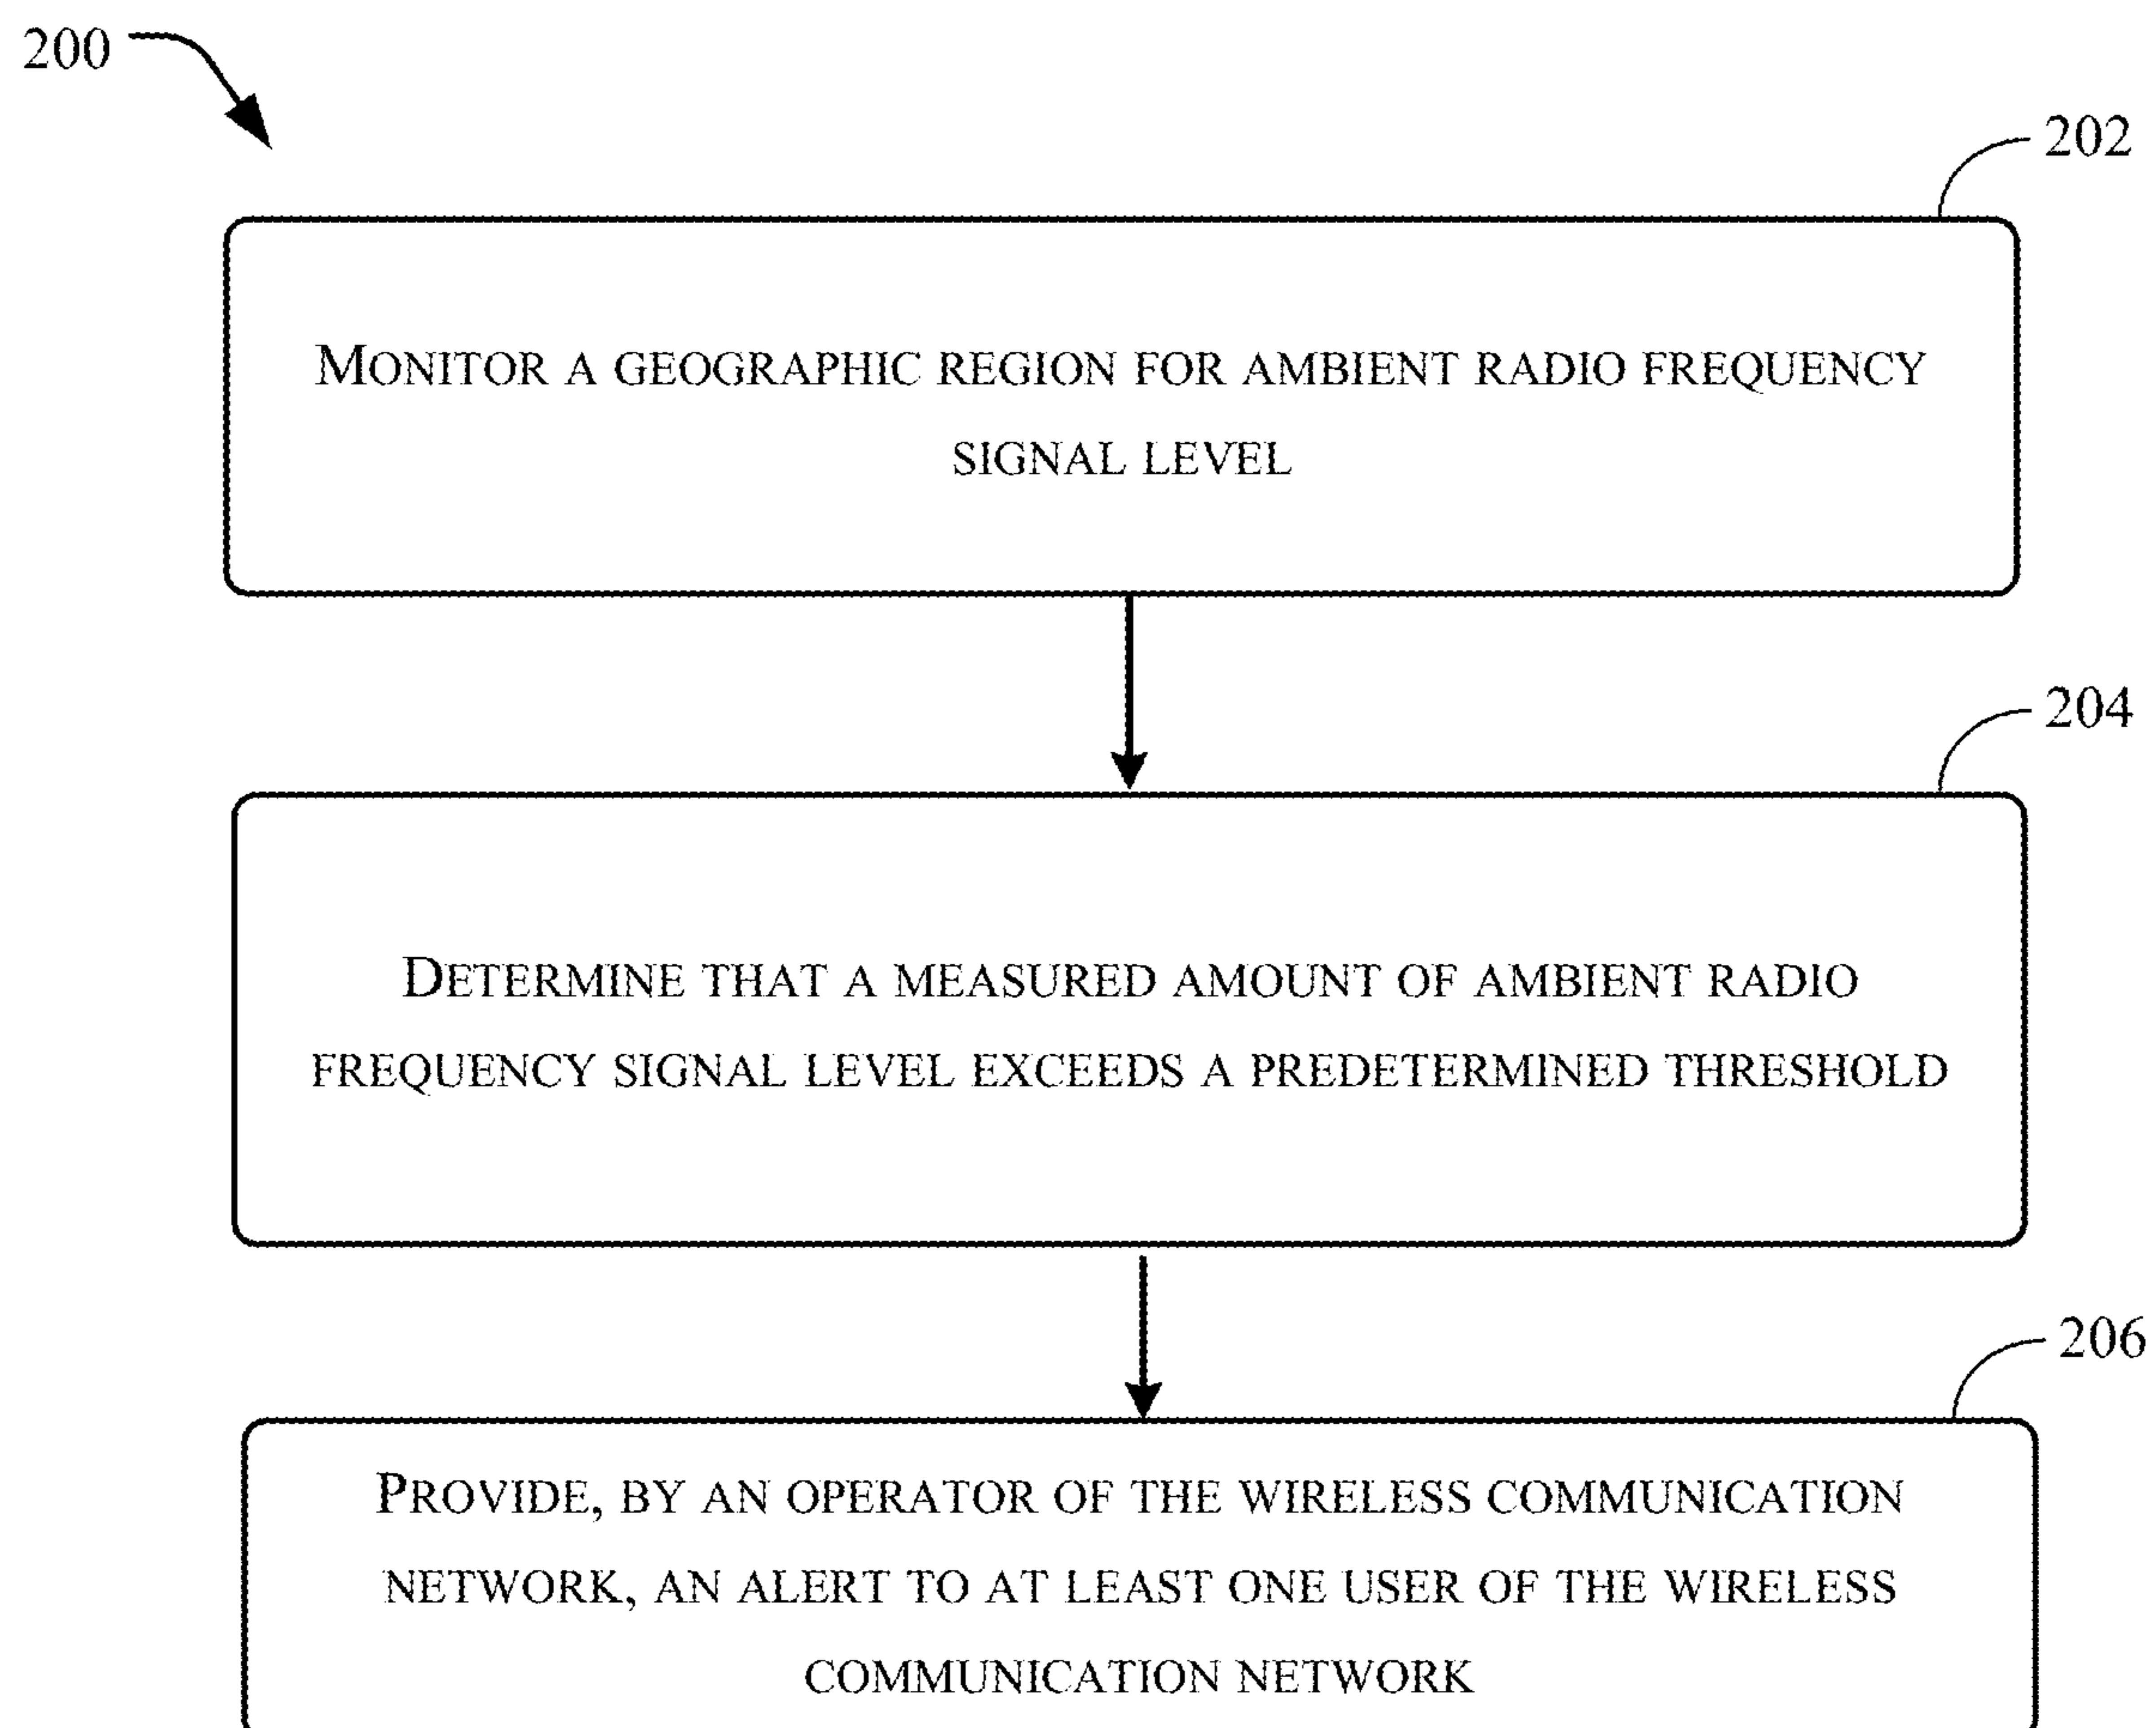 200
202
MONITOR A GEOGRAPHIC REGION FOR AMBIENT RADIO FREQUENCY
SIGNAL LEVEL
204
DETERMINE THAT A MEASURED AMOUNT OF AMBIENT RADIO
FREQUENCY SIGNAL LEVEL EXCEEDS A PREDETERMINED THRESHOLD
206
PROVIDE, BY AN OPERATOR OF THE WIRELESS COMMUNICATION
NETWORK, AN ALERT TO AT LEAST ONE USER OF THE WIRELESS
COMMUNICATION NETWORK